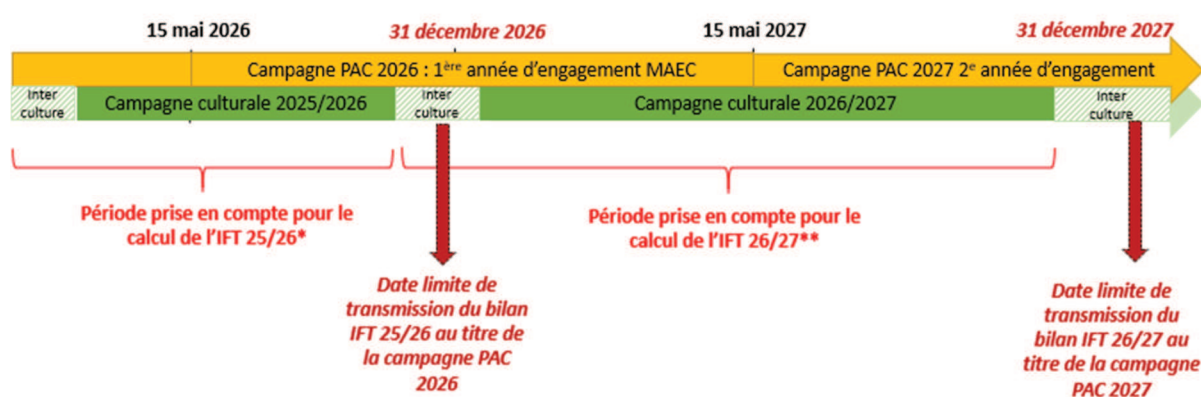 15 mai 2026
31 décembre 2026
15 mai 2027
31 décembre 2027
Campagne PAC 2026 : 1ère année d'engagement MAEC
Campagne PAC 2027 2e année d'engagement
Inter
culture
Campagne culturale 2025/2026
Inter
culture
Campagne culturale 2026/2027
Inter
culture
Période prise en compte pour le
calcul de l'IFT 25/26*
Période prise en compte pour le
calcul de l'IFT 26/27**
Date limite de
transmission du bilan
IFT 25/26 au titre de
la campagne PAC
2026
Date limite de
transmission du
bilan IFT 26/27 au
titre de la campagne
PAC 2027